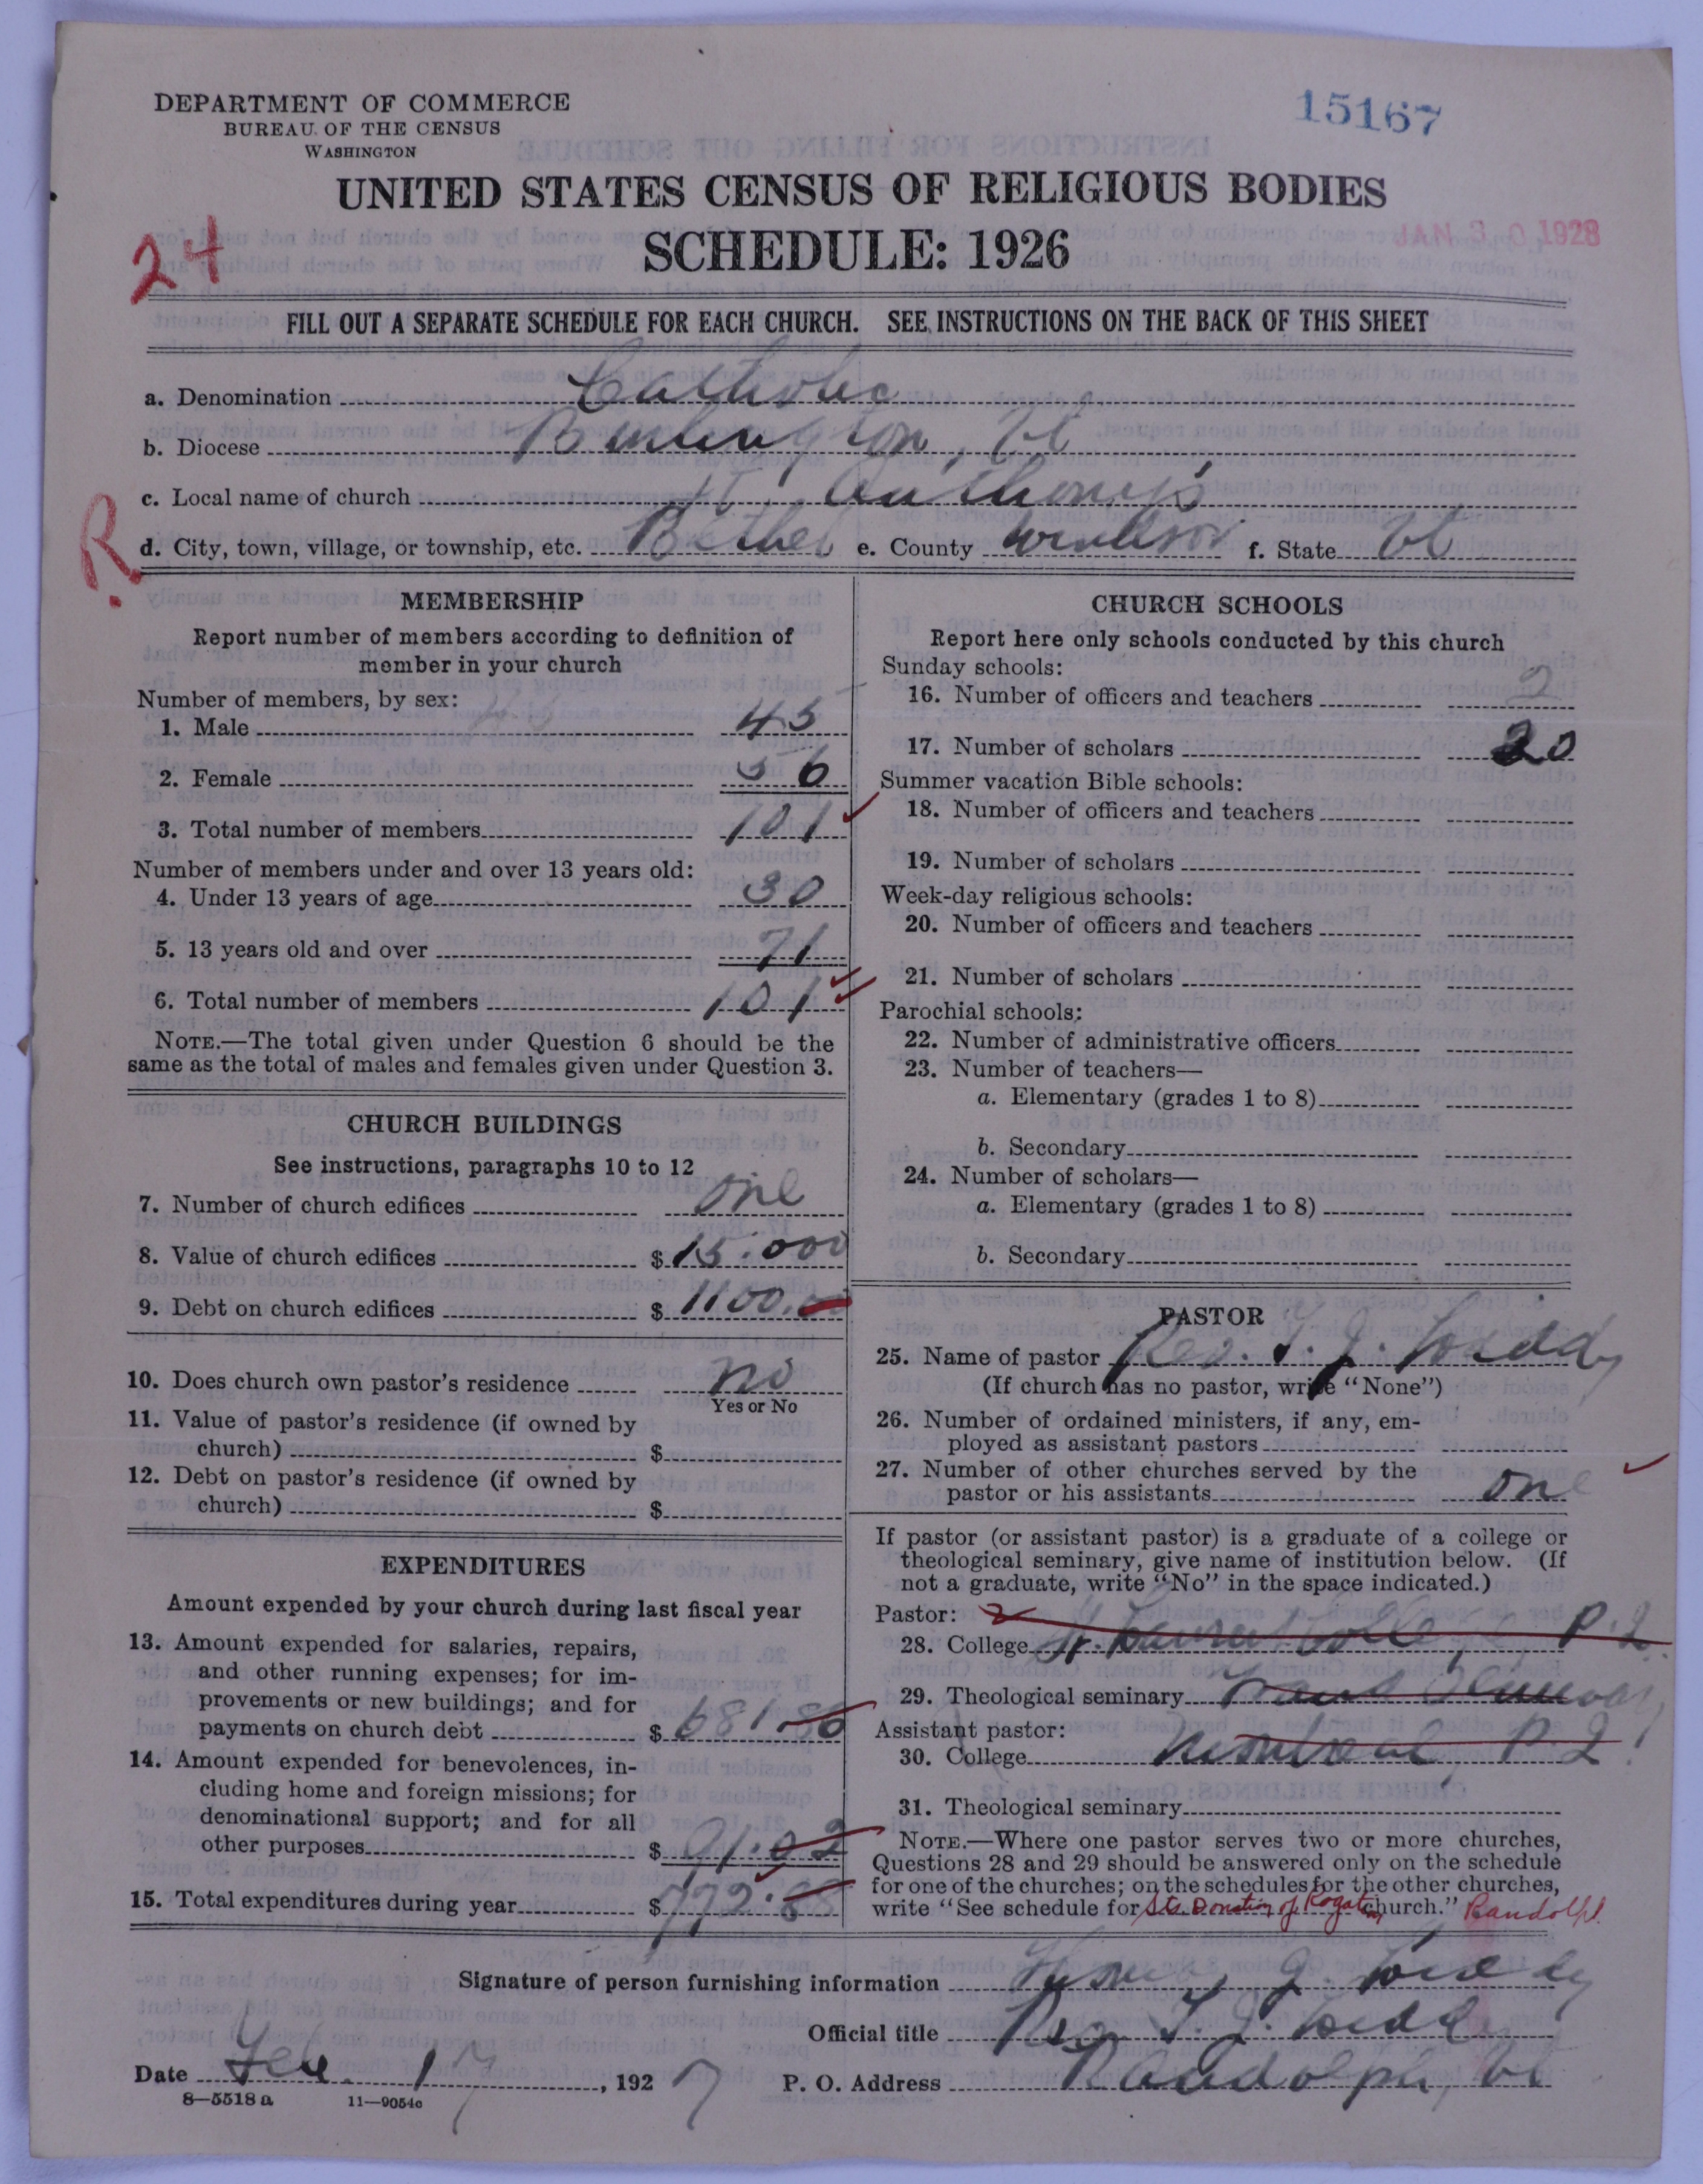 DEPARTMENT OF COMMERCE
BUREAU OF THE CENSUS
WASHINGTON
15167
UNITED STATES CENSUS OF RELIGIOUS BODIES
SCHEDULE: 1926
JAN 30 1928
24
FILL OUT A SEPARATE SCHEDULE FOR EACH CHURCH. SEE INSTRUCTIONS ON THE BACK OF THIS SHEET
a. Denomination Catholic
b. Diocese Burlington, Vt
c. Local name of church St. Anthony's
R.
d. City, town, village, or township, etc. Bethel e. County Windsor f. State Vt
MEMBERSHIP
Report number of members according to definition of
member in your church
Number of members, by sex:
1. Male 45
2. Female 56
3. Total number of members 101
Number of members under and over 13 years old:
4. Under 13 years of age 30
5. 13 years old and over 71
6. Total number of members 101
NOTE.—The total given under Question 6 should be the
same as the total of males and females given under Question 3.
CHURCH BUILDINGS
See instructions, paragraphs 10 to 12
7. Number of church edifices one
8. Value of church edifices $ 15.000
9. Debt on church edifices $ 1100.00
10. Does church own pastor's residence no
Yes or No
11. Value of pastor's residence (if owned by
church) $
12. Debt on pastor's residence (if owned by
church) $
EXPENDITURES
Amount expended by your church during last fiscal year
13. Amount expended for salaries, repairs,
and other running expenses; for im-
provements or new buildings; and for
payments on church debt $ 681.86
14. Amount expended for benevolences, in-
cluding home and foreign missions; for
denominational support; and for all
other purposes $ 91.02
15. Total expenditures during year $ 772.88
CHURCH SCHOOLS
Report here only schools conducted by this church
Sunday schools:
16. Number of officers and teachers 2
17. Number of scholars 20
Summer vacation Bible schools:
18. Number of officers and teachers
19. Number of scholars
Week-day religious schools:
20. Number of officers and teachers
21. Number of scholars
Parochial schools:
22. Number of administrative officers
23. Number of teachers—
a. Elementary (grades 1 to 8)
b. Secondary
24. Number of scholars—
a. Elementary (grades 1 to 8)
b. Secondary
PASTOR
25. Name of pastor Rev. T. J.
(If church has no pastor, write "None")
26. Number of ordained ministers, if any, em-
ployed as assistant pastors
27. Number of other churches served by the
pastor or his assistants one
If pastor (or assistant pastor) is a graduate of a college or
theological seminary, give name of institution below. (If
not a graduate, write "No" in the space indicated.)
Pastor:
28. College St. College P.Q.
29. Theological seminary Grand Seminary
Assistant pastor:
30. College Montreal, P.Q.
31. Theological seminary
NOTE.—Where one pastor serves two or more churches,
Questions 28 and 29 should be answered only on the schedule
for one of the churches; on the schedules for the other churches,
write "See schedule for Sts. Donation of Rogation church." Randolph
Signature of person furnishing information J.
Official title Rev. T. J.
Date Feb. 17, 1927 P. O. Address Randolph, Vt
8—5518 a 11—9054c